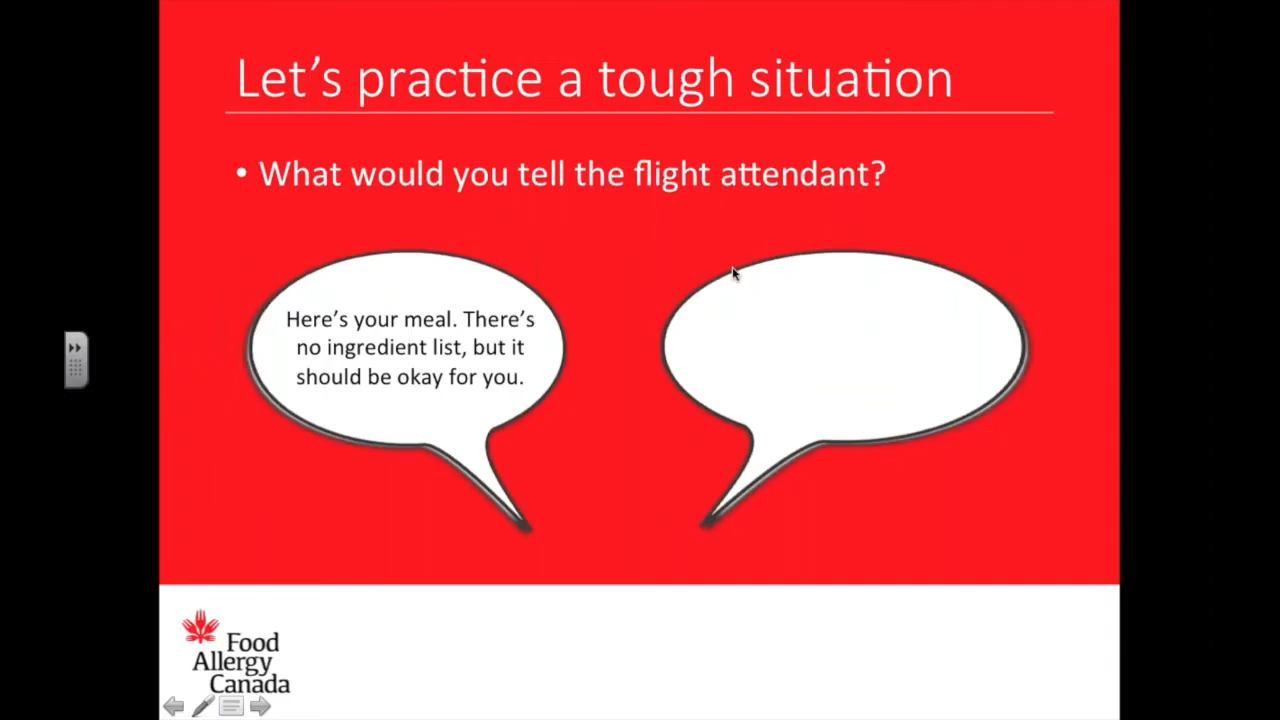 Let's practice a tough situation
• What would you tell the flight attendant?
Here's your meal. There's
no ingredient list, but it
should be okay for you.
Food
Allergy
Canada